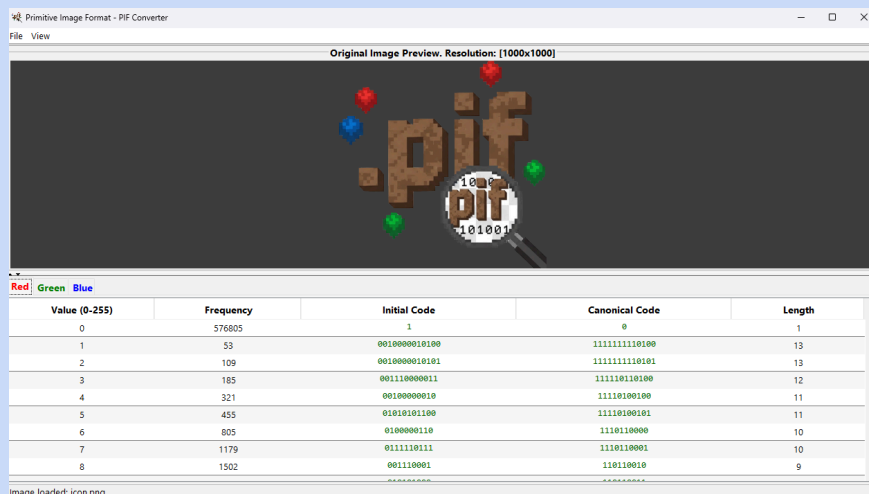 Primitive Image Format - PIF Converter
File View
Original Image Preview. Resolution: [1000x1000]
.pif
pif
101001
Red Green Blue
Value (0-255) Frequency Initial Code Canonical Code Length
0 576805 1 0 1
1 53 0010000010100 1111111110100 13
2 109 0010000010101 1111111110101 13
3 185 001110000011 111110110100 12
4 321 00100000010 11110100100 11
5 455 01010101100 11110100101 11
6 805 0100000110 1110110000 10
7 1179 0111110111 1110110001 10
8 1502 001110001 110110010 9
Image loaded: icon.png